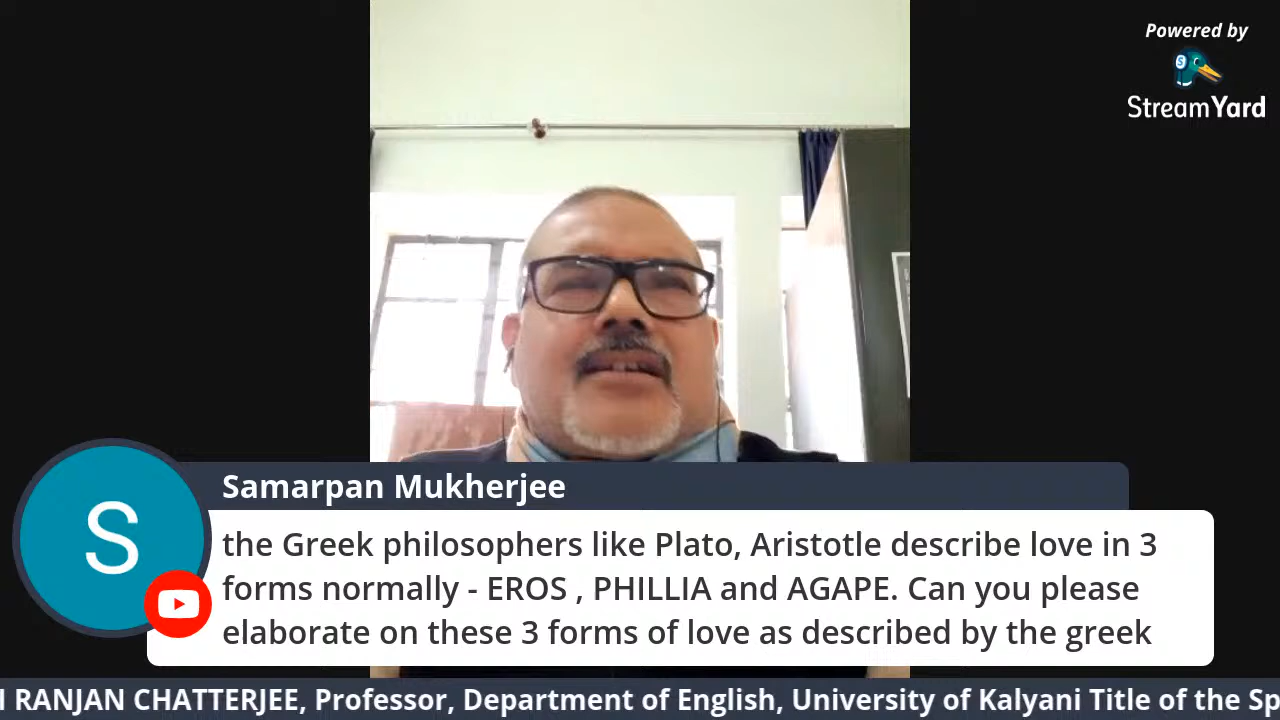 Powered by
StreamYard
Samarpan Mukherjee
S
the Greek philosophers like Plato, Aristotle describe love in 3
forms normally - EROS , PHILLIA and AGAPE. Can you please
elaborate on these 3 forms of love as described by the greek
RANJAN CHATTERJEE, Professor, Department of English, University of Kalyani Title of the Sp